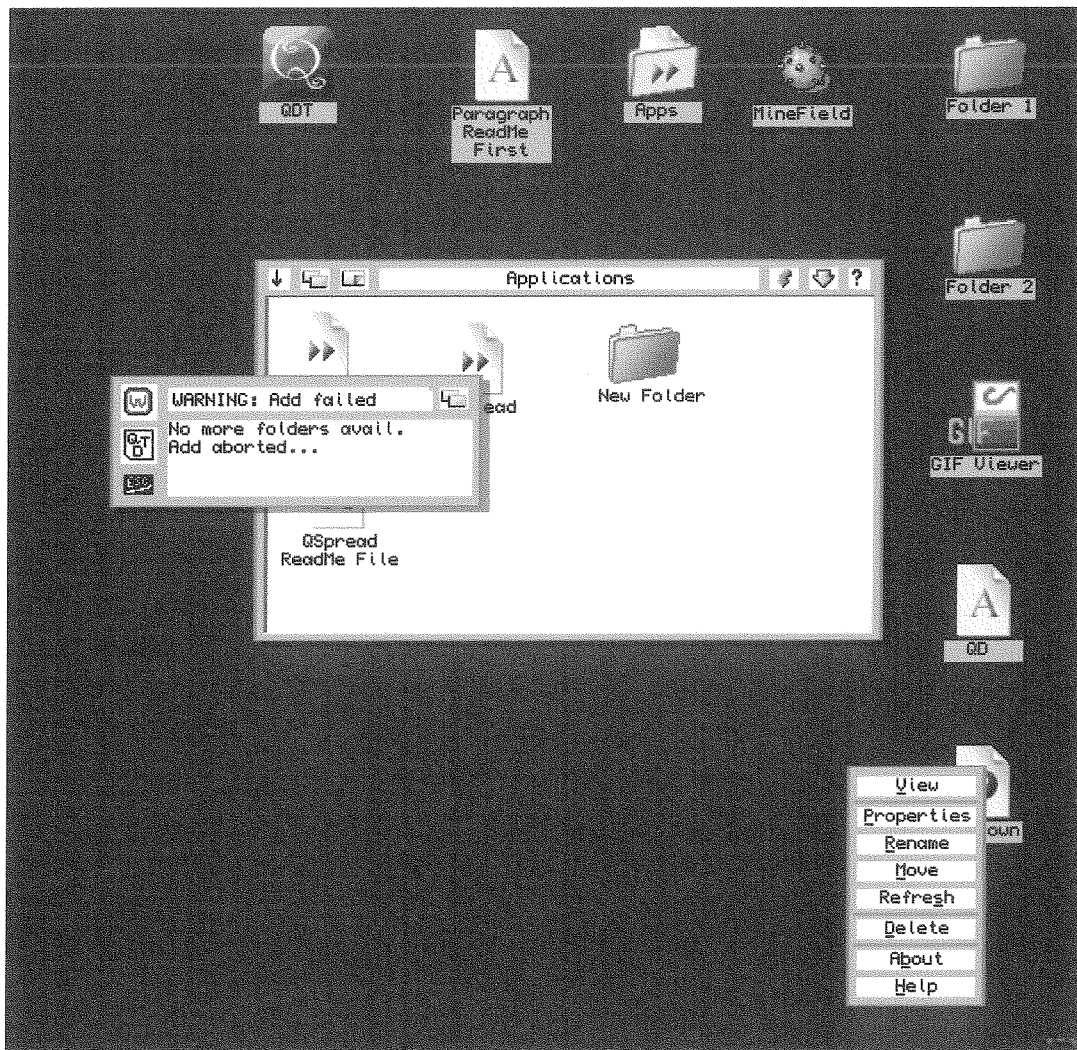 QDT
Paragraph
ReadMe
First
Apps
MineField
Folder 1
Folder 2
Applications
?
New Folder
ead
WARNING: Add failed
No more folders avail.
Add aborted...
QSpread
ReadMe File
GIF
GIF Viewer
A
A
QD
own
View
Properties
Rename
Move
Refresh
Delete
About
Help